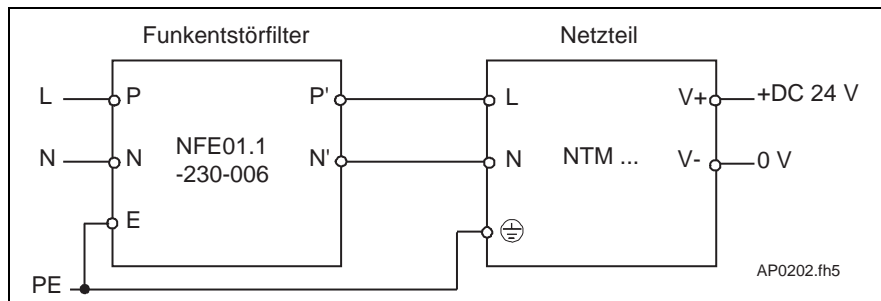 Funkentstörfilter
Netzteil
L
P
P'
L
V+
+DC 24 V
N
N
NFE01.1
-230-006
N'
N
NTM ...
V-
0 V
E
PE
AP0202.fh5